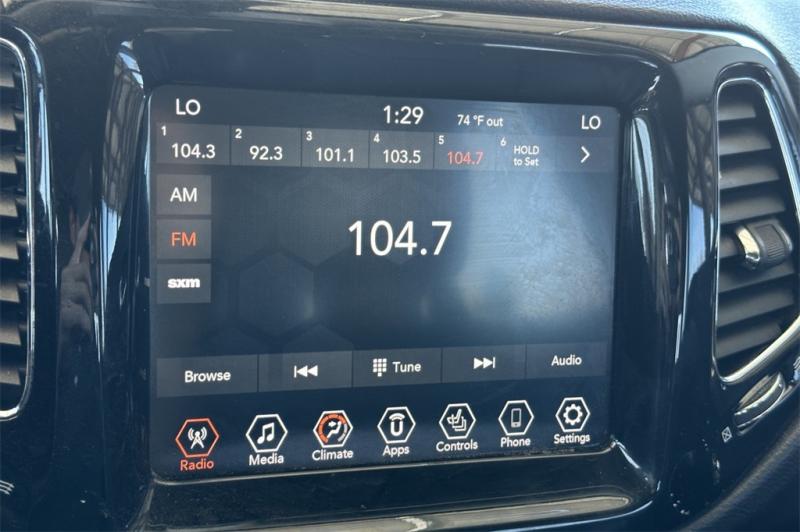 LO 1:29 74 °F out LO
1 104.3 2 92.3 3 101.1 4 103.5 5 104.7 6 HOLD to Set
AM
FM 104.7
sxm
Browse Tune Audio
Radio Media Climate Apps Controls Phone Settings